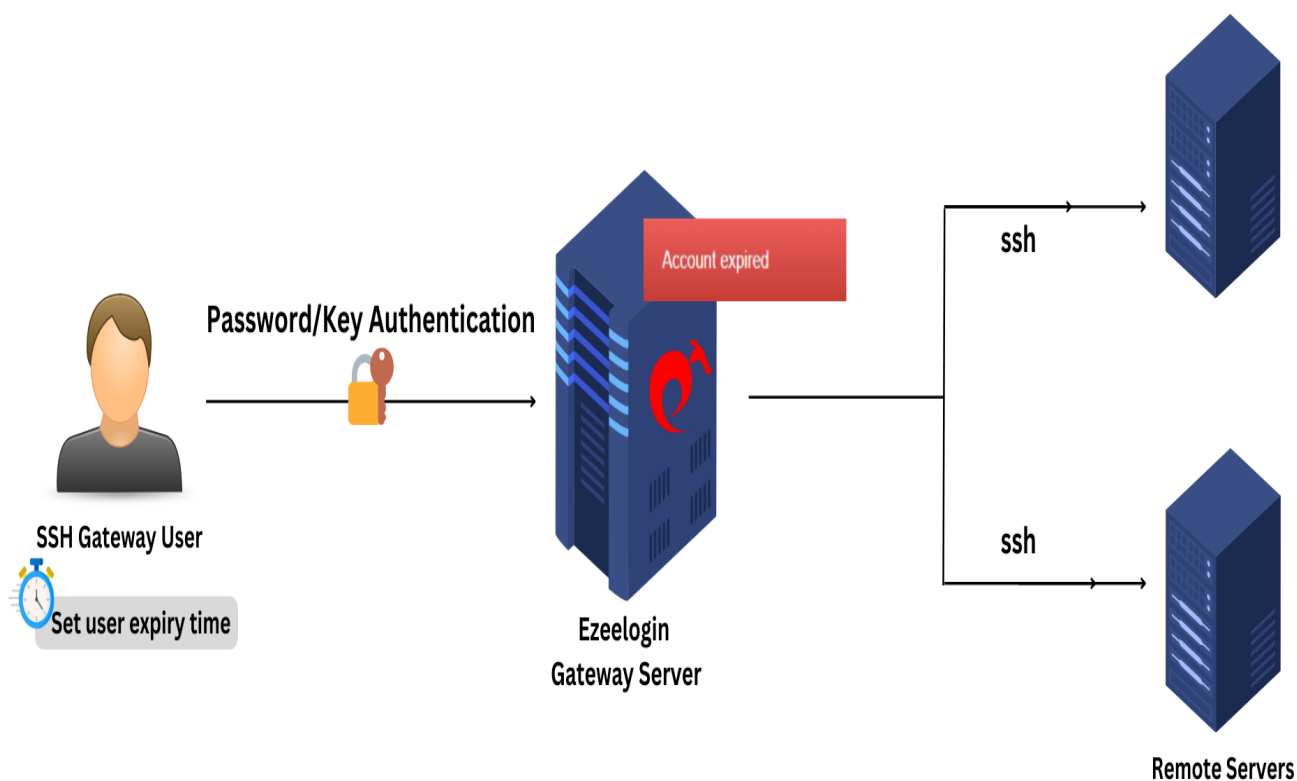 Account expired
ssh
Password/Key Authentication
SSH Gateway User
Set user expiry time
ssh
Ezeelogin
Gateway Server
Remote Servers